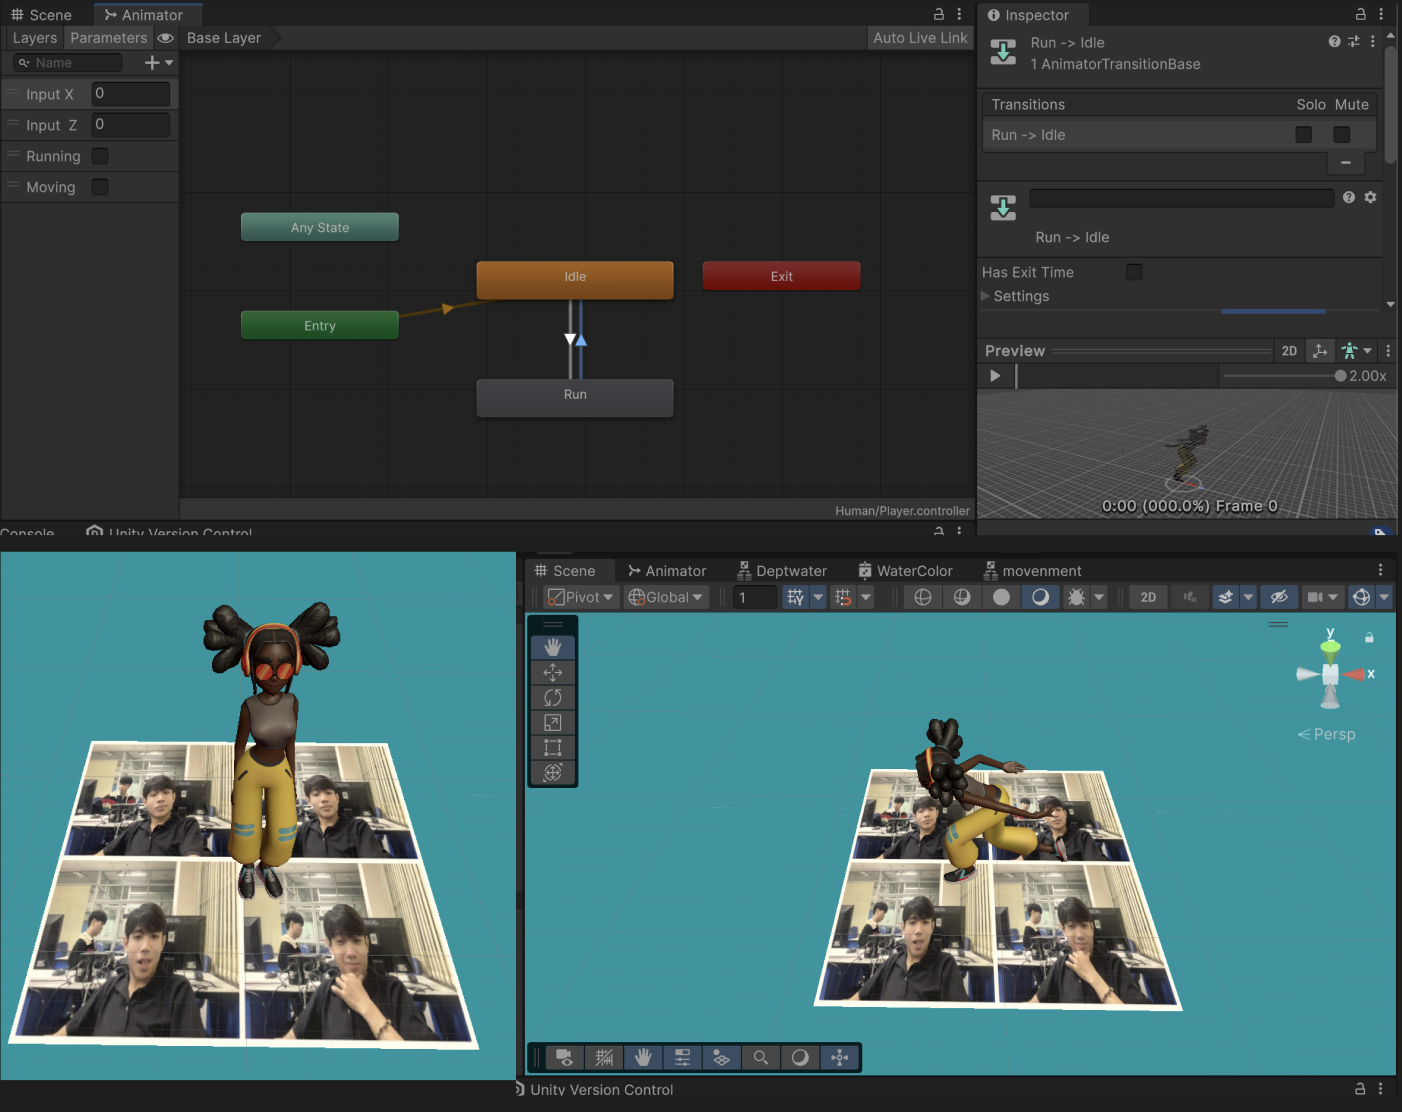 Scene
Animator
Layers
Parameters
Base Layer
Auto Live Link
Name
Input X
0
Input Z
0
Running
Moving
Any State
Idle
Exit
Entry
Run
Human/Player.controller
Console
Unity Version Control
Inspector
Run -> Idle
1 AnimatorTransitionBase
Transitions
Solo
Mute
Run -> Idle
Run -> Idle
Has Exit Time
Settings
Preview
2D
2.00x
0:00 (000.0%) Frame 0
Scene
Animator
Deptwater
WaterColor
movenment
Pivot
Global
1
2D
y
x
Persp
Unity Version Control